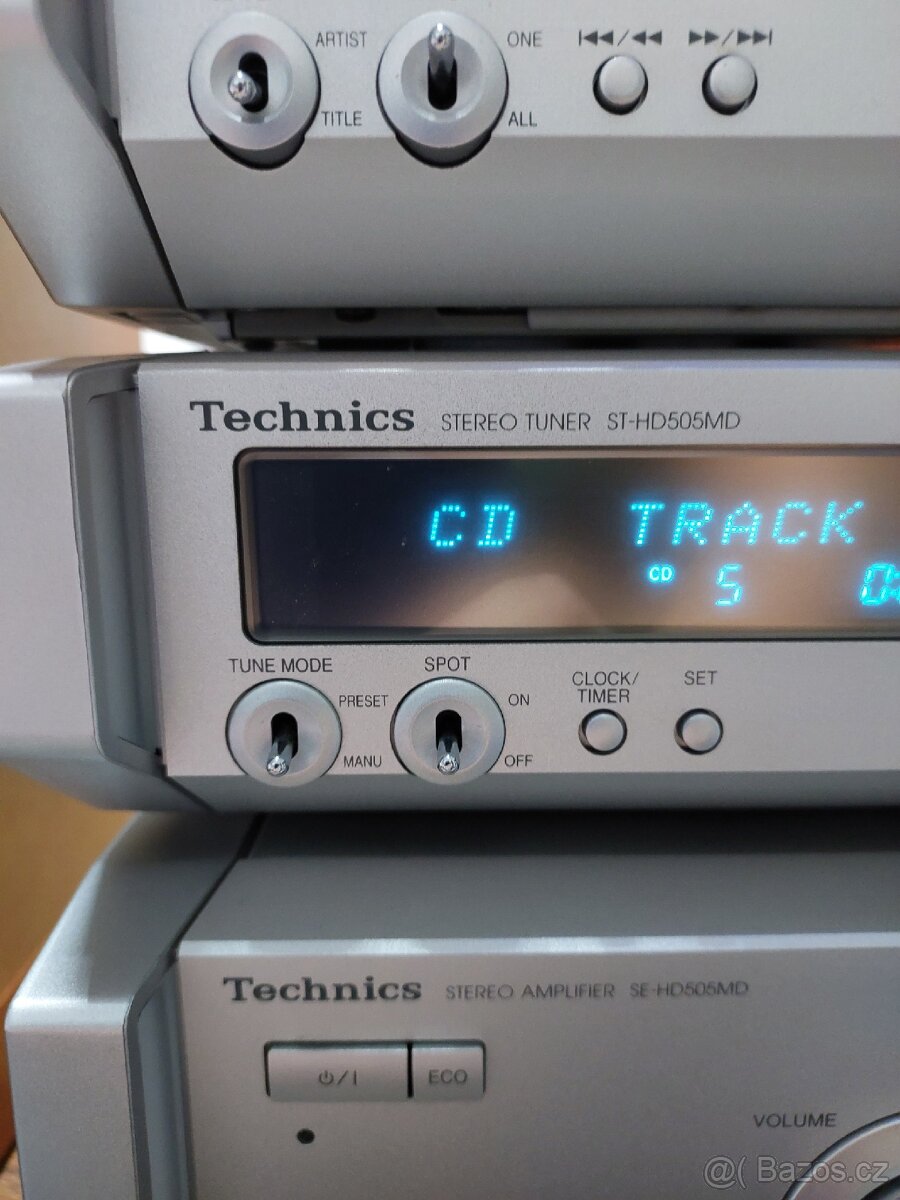 ARTIST
ONE
TITLE
ALL
Technics STEREO TUNER ST-HD505MD
CD TRACK
CD 5
TUNE MODE
SPOT
CLOCK/
TIMER
SET
PRESET
ON
MANU
OFF
Technics STEREO AMPLIFIER SE-HD505MD
⏻/I ECO
VOLUME
@( Bazos.cz